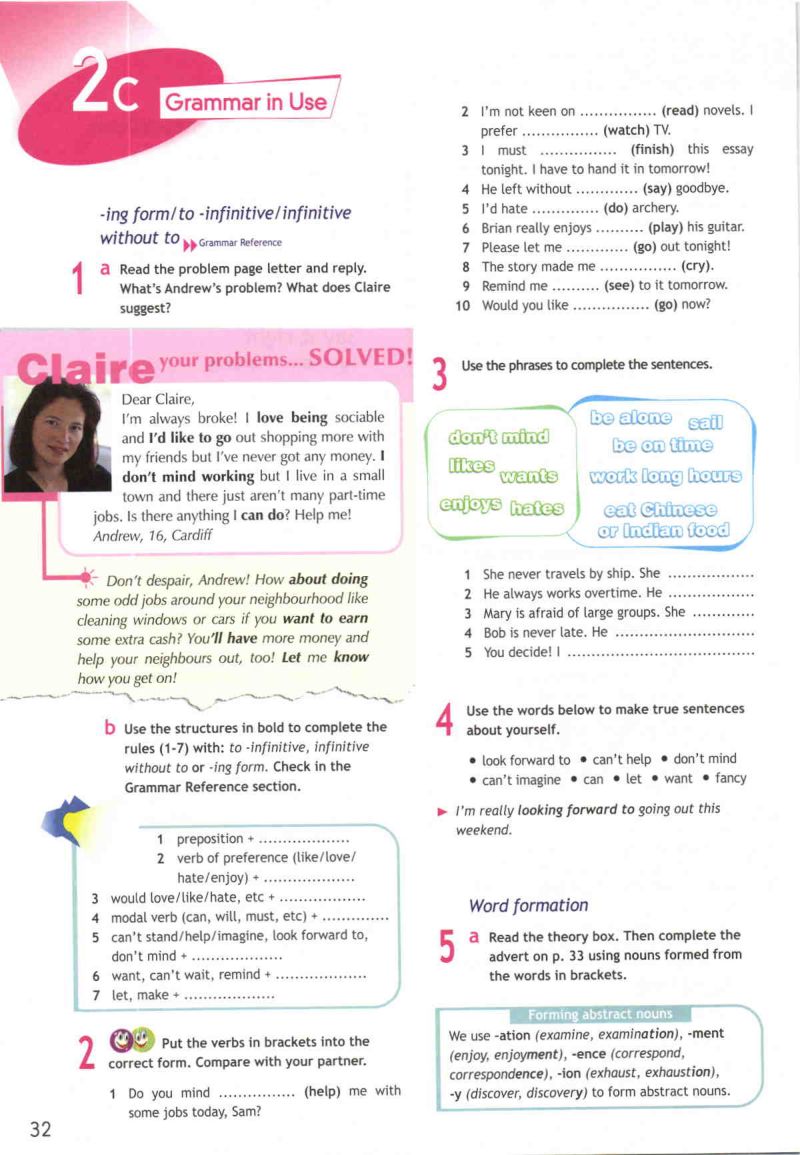 2c Grammar in Use
-ing form/to -infinitive/infinitive
without to Grammar Reference
1 a Read the problem page letter and reply.
What's Andrew's problem? What does Claire
suggest?
Claire your problems... SOLVED!
Dear Claire,
I'm always broke! I love being sociable
and I'd like to go out shopping more with
my friends but I've never got any money. I
don't mind working but I live in a small
town and there just aren't many part-time
jobs. Is there anything I can do? Help me!
Andrew, 16, Cardiff
Don't despair, Andrew! How about doing
some odd jobs around your neighbourhood like
cleaning windows or cars if you want to earn
some extra cash? You'll have more money and
help your neighbours out, too! Let me know
how you get on!
b Use the structures in bold to complete the
rules (1-7) with: to -infinitive, infinitive
without to or -ing form. Check in the
Grammar Reference section.
1 preposition + ...................
2 verb of preference (like/love/
hate/enjoy) + ...................
3 would love/like/hate, etc + ..................
4 modal verb (can, will, must, etc) + ..............
5 can't stand/help/imagine, look forward to,
don't mind + ...................
6 want, can't wait, remind + ...................
7 let, make + ...................
2 Put the verbs in brackets into the
correct form. Compare with your partner.
1 Do you mind ................ (help) me with
some jobs today, Sam?
32
2 I'm not keen on ................ (read) novels. I
prefer ................ (watch) TV.
3 I must ................ (finish) this essay
tonight. I have to hand it in tomorrow!
4 He left without ............. (say) goodbye.
5 I'd hate .............. (do) archery.
6 Brian really enjoys .......... (play) his guitar.
7 Please let me ............. (go) out tonight!
8 The story made me ................ (cry).
9 Remind me .......... (see) to it tomorrow.
10 Would you like ................ (go) now?
3 Use the phrases to complete the sentences.
don't mind
likes wants
enjoys hates
be alone sail
be on time
work long hours
eat Chinese
or Indian food
1 She never travels by ship. She ..................
2 He always works overtime. He ..................
3 Mary is afraid of large groups. She .............
4 Bob is never late. He .............................
5 You decide! I .......................................
4 Use the words below to make true sentences
about yourself.
• look forward to • can't help • don't mind
• can't imagine • can • let • want • fancy
► I'm really looking forward to going out this
weekend.
Word formation
5 a Read the theory box. Then complete the
advert on p. 33 using nouns formed from
the words in brackets.
Forming abstract nouns
We use -ation (examine, examination), -ment
(enjoy, enjoyment), -ence (correspond,
correspondence), -ion (exhaust, exhaustion),
-y (discover, discovery) to form abstract nouns.